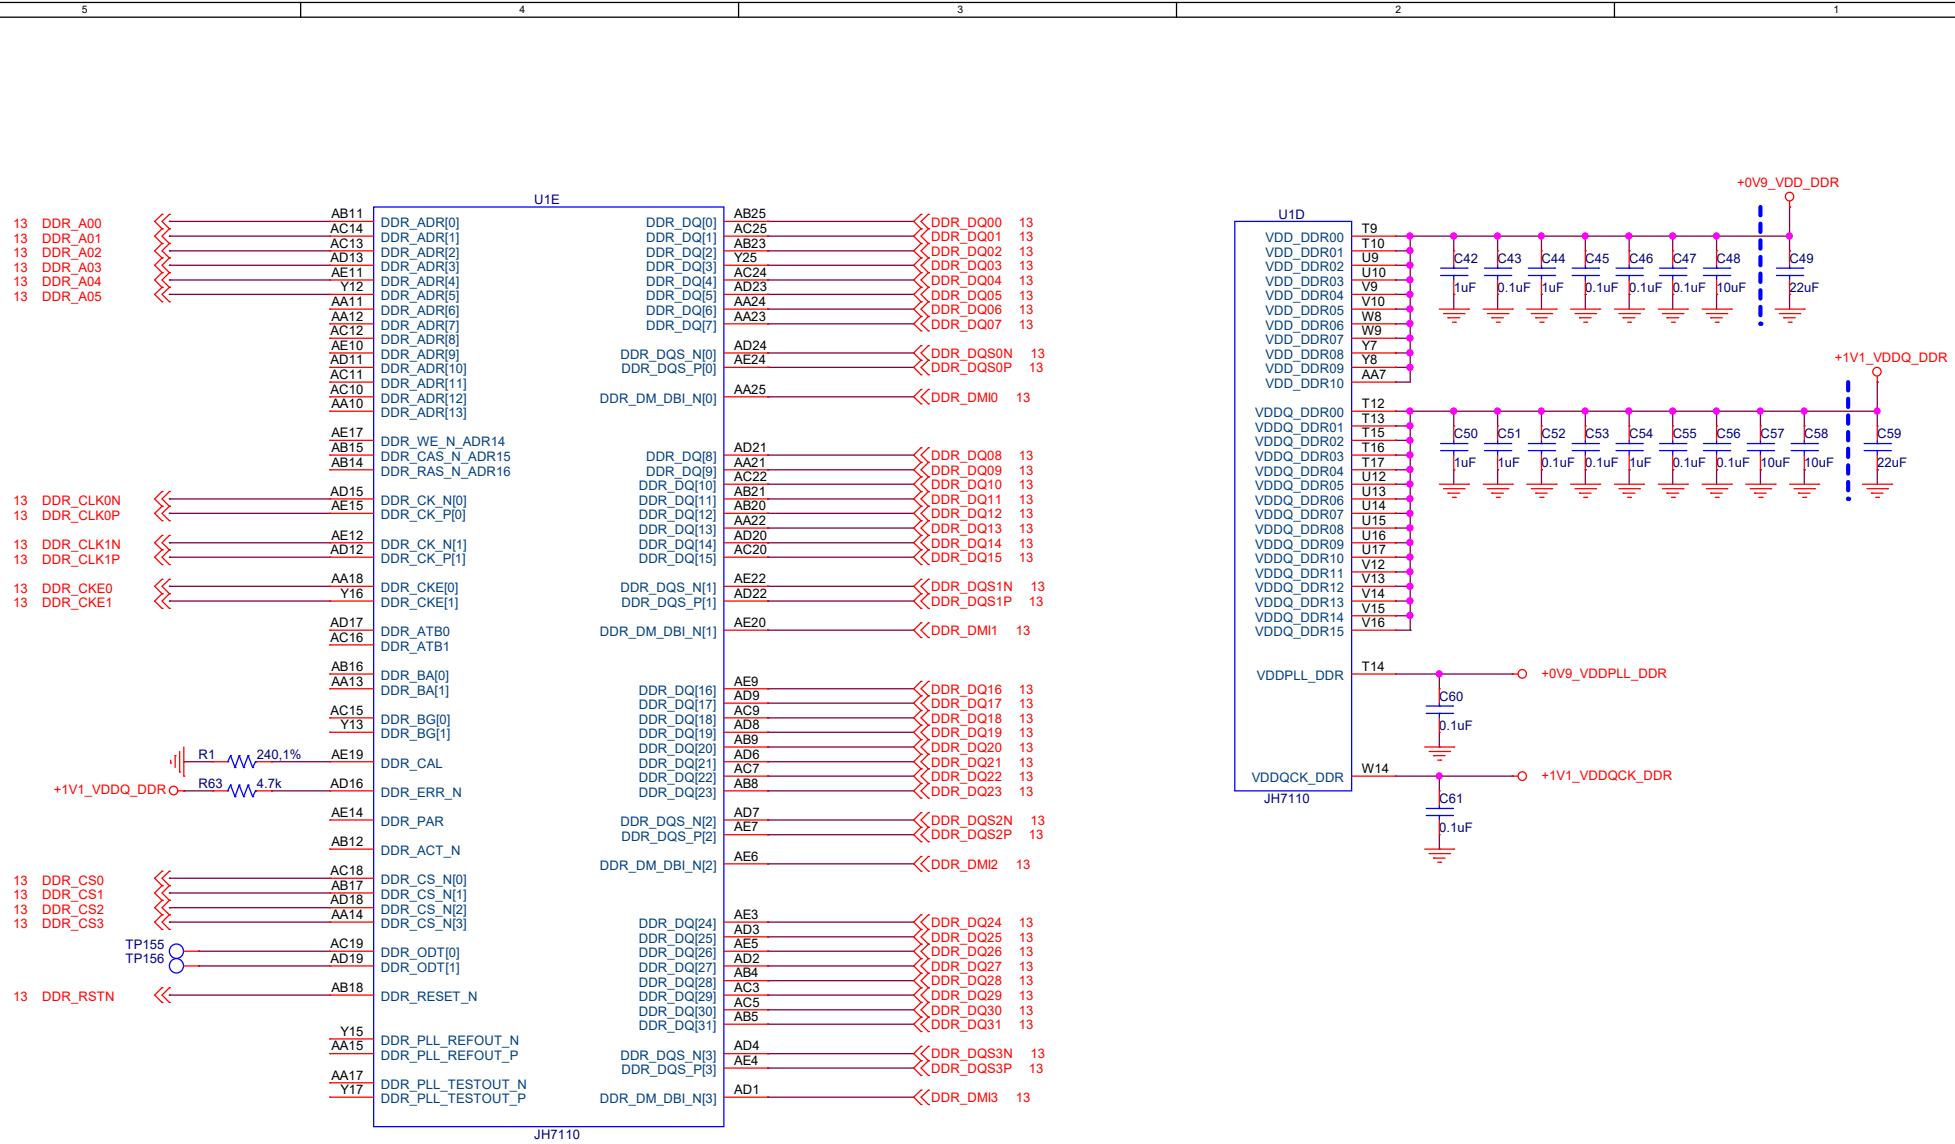 5 4 3 2 1
U1E
13 DDR_A00 AB11 DDR_ADR[0]
13 DDR_A01 AC14 DDR_ADR[1]
13 DDR_A02 AC13 DDR_ADR[2]
13 DDR_A03 AD13 DDR_ADR[3]
13 DDR_A04 AE11 DDR_ADR[4]
13 DDR_A05 Y12 DDR_ADR[5]
AA11 DDR_ADR[6]
AA12 DDR_ADR[7]
AC12 DDR_ADR[8]
AE10 DDR_ADR[9]
AD11 DDR_ADR[10]
AC11 DDR_ADR[11]
AC10 DDR_ADR[12]
AA10 DDR_ADR[13]
AE17 DDR_WE_N_ADR14
AB15 DDR_CAS_N_ADR15
AB14 DDR_RAS_N_ADR16
13 DDR_CLK0N AD15 DDR_CK_N[0]
13 DDR_CLK0P AE15 DDR_CK_P[0]
13 DDR_CLK1N AE12 DDR_CK_N[1]
13 DDR_CLK1P AD12 DDR_CK_P[1]
13 DDR_CKE0 AA18 DDR_CKE[0]
13 DDR_CKE1 Y16 DDR_CKE[1]
AD17 DDR_ATB0
AC16 DDR_ATB1
AB16 DDR_BA[0]
AA13 DDR_BA[1]
AC15 DDR_BG[0]
Y13 DDR_BG[1]
R1 240,1% AE19 DDR_CAL
+1V1_VDDQ_DDR R63 4.7k AD16 DDR_ERR_N
AE14 DDR_PAR
AB12 DDR_ACT_N
13 DDR_CS0 AC18 DDR_CS_N[0]
13 DDR_CS1 AB17 DDR_CS_N[1]
13 DDR_CS2 AD18 DDR_CS_N[2]
13 DDR_CS3 AA14 DDR_CS_N[3]
TP155 AC19 DDR_ODT[0]
TP156 AD19 DDR_ODT[1]
13 DDR_RSTN AB18 DDR_RESET_N
Y15 DDR_PLL_REFOUT_N
AA15 DDR_PLL_REFOUT_P
AA17 DDR_PLL_TESTOUT_N
Y17 DDR_PLL_TESTOUT_P
DDR_DQ[0] AB25 DDR_DQ00 13
DDR_DQ[1] AC25 DDR_DQ01 13
DDR_DQ[2] AB23 DDR_DQ02 13
DDR_DQ[3] Y25 DDR_DQ03 13
DDR_DQ[4] AC24 DDR_DQ04 13
DDR_DQ[5] AD23 DDR_DQ05 13
DDR_DQ[6] AA24 DDR_DQ06 13
DDR_DQ[7] AA23 DDR_DQ07 13
DDR_DQS_N[0] AD24 DDR_DQS0N 13
DDR_DQS_P[0] AE24 DDR_DQS0P 13
DDR_DM_DBI_N[0] AA25 DDR_DMI0 13
DDR_DQ[8] AD21 DDR_DQ08 13
DDR_DQ[9] AA21 DDR_DQ09 13
DDR_DQ[10] AC22 DDR_DQ10 13
DDR_DQ[11] AB21 DDR_DQ11 13
DDR_DQ[12] AB20 DDR_DQ12 13
DDR_DQ[13] AA22 DDR_DQ13 13
DDR_DQ[14] AD20 DDR_DQ14 13
DDR_DQ[15] AC20 DDR_DQ15 13
DDR_DQS_N[1] AE22 DDR_DQS1N 13
DDR_DQS_P[1] AD22 DDR_DQS1P 13
DDR_DM_DBI_N[1] AE20 DDR_DMI1 13
DDR_DQ[16] AE9 DDR_DQ16 13
DDR_DQ[17] AD9 DDR_DQ17 13
DDR_DQ[18] AC9 DDR_DQ18 13
DDR_DQ[19] AD8 DDR_DQ19 13
DDR_DQ[20] AB9 DDR_DQ20 13
DDR_DQ[21] AD6 DDR_DQ21 13
DDR_DQ[22] AC7 DDR_DQ22 13
DDR_DQ[23] AB8 DDR_DQ23 13
DDR_DQS_N[2] AD7 DDR_DQS2N 13
DDR_DQS_P[2] AE7 DDR_DQS2P 13
DDR_DM_DBI_N[2] AE6 DDR_DMI2 13
DDR_DQ[24] AE3 DDR_DQ24 13
DDR_DQ[25] AD3 DDR_DQ25 13
DDR_DQ[26] AE5 DDR_DQ26 13
DDR_DQ[27] AD2 DDR_DQ27 13
DDR_DQ[28] AB4 DDR_DQ28 13
DDR_DQ[29] AC3 DDR_DQ29 13
DDR_DQ[30] AC5 DDR_DQ30 13
DDR_DQ[31] AB5 DDR_DQ31 13
DDR_DQS_N[3] AD4 DDR_DQS3N 13
DDR_DQS_P[3] AE4 DDR_DQS3P 13
DDR_DM_DBI_N[3] AD1 DDR_DMI3 13
JH7110
U1D
+0V9_VDD_DDR
VDD_DDR00 T9
VDD_DDR01 T10
VDD_DDR02 U9
VDD_DDR03 U10
VDD_DDR04 V9
VDD_DDR05 V10
VDD_DDR06 W8
VDD_DDR07 W9
VDD_DDR08 Y7
VDD_DDR09 Y8
VDD_DDR10 AA7
C42 C43 C44 C45 C46 C47 C48 C49
1uF 0.1uF 1uF 0.1uF 0.1uF 0.1uF 10uF 22uF
+1V1_VDDQ_DDR
VDDQ_DDR00 T12
VDDQ_DDR01 T13
VDDQ_DDR02 T15
VDDQ_DDR03 T16
VDDQ_DDR04 T17
VDDQ_DDR05 U12
VDDQ_DDR06 U13
VDDQ_DDR07 U14
VDDQ_DDR08 U15
VDDQ_DDR09 U16
VDDQ_DDR10 U17
VDDQ_DDR11 V12
VDDQ_DDR12 V13
VDDQ_DDR13 V14
VDDQ_DDR14 V15
VDDQ_DDR15 V16
C50 C51 C52 C53 C54 C55 C56 C57 C58 C59
1uF 1uF 0.1uF 0.1uF 1uF 0.1uF 0.1uF 10uF 10uF 22uF
VDDPLL_DDR T14 +0V9_VDDPLL_DDR
C60
0.1uF
VDDQCK_DDR W14 +1V1_VDDQCK_DDR
C61
0.1uF
JH7110